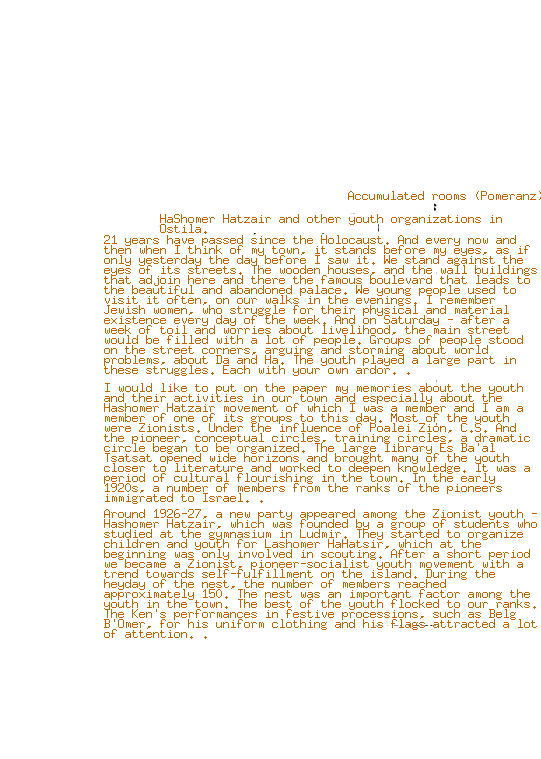 Accumulated rooms (Pomeranz)
HaShomer Hatzair and other youth organizations in
Ostila.
21 years have passed since the Holocaust. And every now and
then when I think of my town, it stands before my eyes, as if
only yesterday the day before I saw it. We stand against the
eyes of its streets. The wooden houses, and the wall buildings
that adjoin here and there the famous boulevard that leads to
the beautiful and abandoned palace. We young people used to
visit it often, on our walks in the evenings. I remember
Jewish women, who struggle for their physical and material
existence every day of the week. And on Saturday - after a
week of toil and worries about livelihood, the main street
would be filled with a lot of people. Groups of people stood
on the street corners, arguing and storming about world
problems, about Da and Ha. The youth played a large part in
these struggles. Each with your own ardor. .
I would like to put on the paper my memories about the youth
and their activities in our town and especially about the
Hashomer Hatzair movement of which I was a member and I am a
member of one of its groups to this day. Most of the youth
were Zionists. Under the influence of Poalei Zion, C.S. And
the pioneer, conceptual circles, training circles, a dramatic
circle began to be organized. The large library Es Ba'al
Tsatsat opened wide horizons and brought many of the youth
closer to literature and worked to deepen knowledge. It was a
period of cultural flourishing in the town. In the early
1920s, a number of members from the ranks of the pioneers
immigrated to Israel. .
Around 1926-27, a new party appeared among the Zionist youth -
Hashomer Hatzair, which was founded by a group of students who
studied at the gymnasium in Ludmir. They started to organize
children and youth for Lashomer HaHatsir, which at the
beginning was only involved in scouting. After a short period
we became a Zionist, pioneer-socialist youth movement with a
trend towards self-fulfillment on the island. During the
heyday of the nest, the number of members reached
approximately 150. The nest was an important factor among the
youth in the town. The best of the youth flocked to our ranks.
The Ken's performances in festive processions, such as Belg
B'Omer, for his uniform clothing and his flags attracted a lot
of attention. .